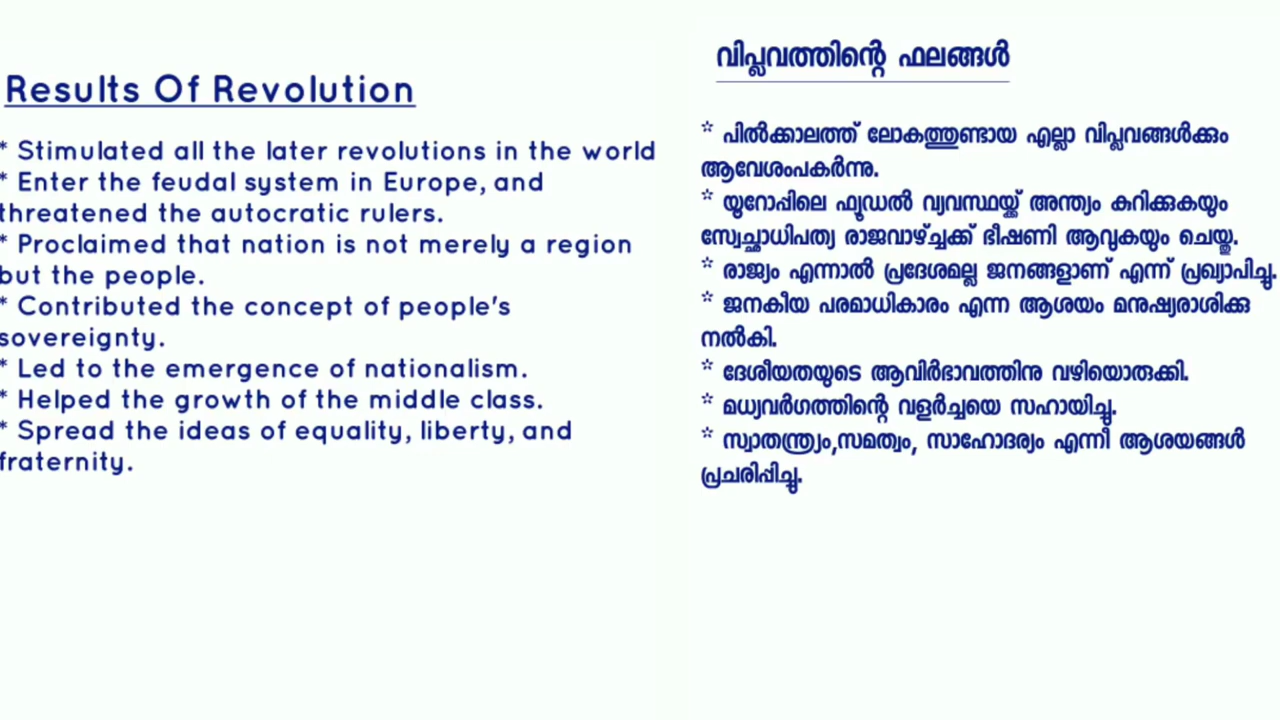 Results Of Revolution
* Stimulated all the later revolutions in the world
* Enter the feudal system in Europe, and
threatened the autocratic rulers.
* Proclaimed that nation is not merely a region
but the people.
* Contributed the concept of people's
sovereignty.
* Led to the emergence of nationalism.
* Helped the growth of the middle class.
* Spread the ideas of equality, liberty, and
fraternity.
വിപ്ലവത്തിന്റെ ഫലങ്ങൾ
* പിൽക്കാലത്ത് ലോകത്തുണ്ടായ എല്ലാ വിപ്ലവങ്ങൾക്കും
ആവേശംപകർന്നു.
* യൂറോപ്പിലെ ഫ്യൂഡൽ വ്യവസ്ഥയ്ക്ക് അന്ത്യം കുറിക്കുകയും
സ്വേച്ഛാധിപത്യ രാജവാഴ്ച്ചക്ക് ഭീഷണി ആവുകയും ചെയ്തു.
* രാജ്യം എന്നാൽ പ്രദേശമല്ല ജനങ്ങളാണ് എന്ന് പ്രഖ്യാപിച്ചു.
* ജനകീയ പരമാധികാരം എന്ന ആശയം മനുഷ്യരാശിക്കു
നൽകി.
* ദേശീയതയുടെ ആവിർഭാവത്തിനു വഴിയൊരുക്കി.
* മധ്യവർഗത്തിന്റെ വളർച്ചയെ സഹായിച്ചു.
* സ്വാതന്ത്ര്യം,സമത്വം, സാഹോദര്യം എന്നീ ആശയങ്ങൾ
പ്രചരിപ്പിച്ചു.